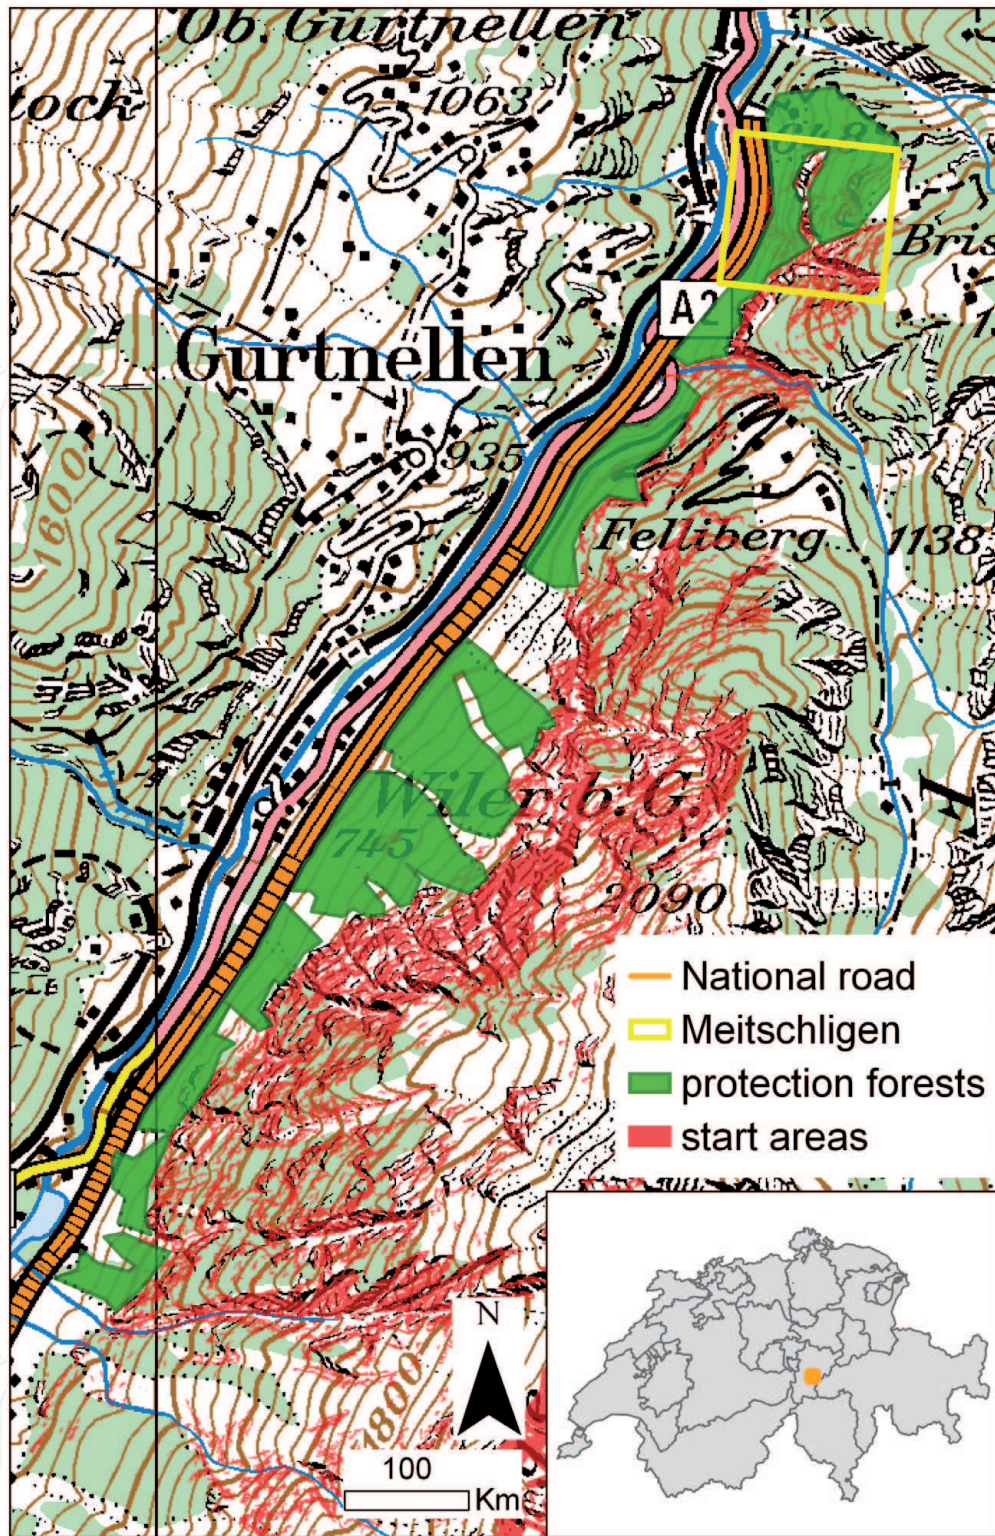 Ob. Gurtnellen
tock
1063
Bris
A2
Gurtnellen
935
1600
Felliberg
1138
Wiler b. G.
745
2090
National road
Meitschligen
protection forests
start areas
N
1800
100
Km